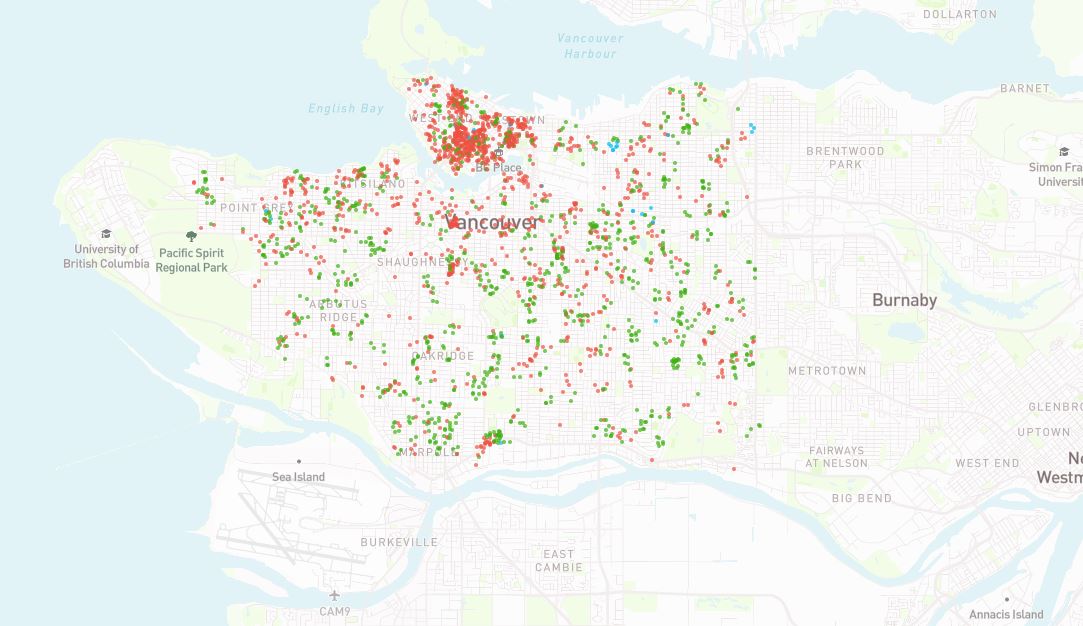 DOLLARTON
Vancouver
Harbour
BARNET
English Bay
WEST END
BRENTWOOD
PARK
BC Place
Simon Fra
Universit
KITSILANO
POINT GREY
Vancouver
University of
British Columbia
Pacific Spirit
Regional Park
SHAUGHNESSY
Burnaby
ARBUTUS
RIDGE
OAKRIDGE
METROTOWN
GLENBRO
UPTOWN
MARPOLE
FAIRWAYS
AT NELSON
WEST END
Ne
Westm
Sea Island
BIG BEND
BURKEVILLE
EAST
CAMBIE
CAM9
Annacis Island